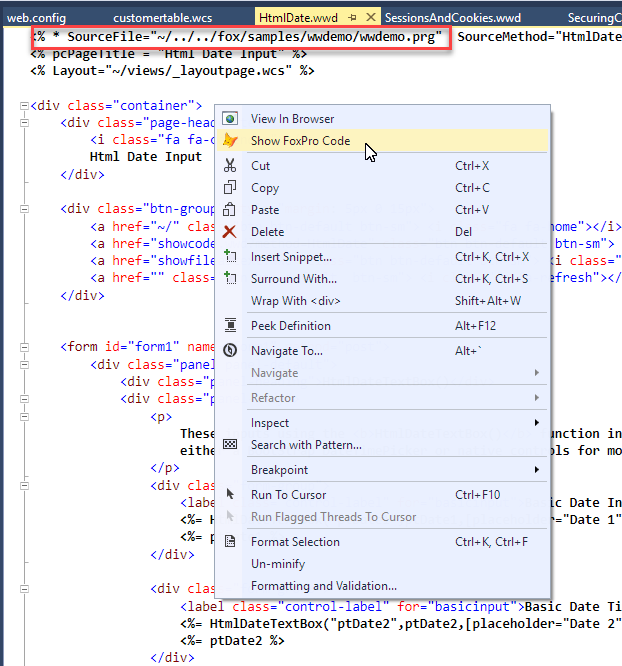 web.config customertable.wcs HtmlDate.wwd SessionsAndCookies.wwd SecuringC
<% * SourceFile="~/../../fox/samples/wwdemo/wwdemo.prg" SourceMethod="HtmlDate
<% pcPageTitle = "Html Date Input" %>
<% Layout="~/views/_layoutpage.wcs" %>
<div class="container">
<div class="page-hea
<i class="fa fa-c
Html Date Input
</div>
<div class="btn-group
<a href="~/" class ome"></i>
<a href="showcode btn-sm">
<a href="showfile <i class="
<a href="" class= efresh"></
</div>
<form id="form1" name
<div class="panel
<div class="p
<div class="p
<p>
These unction in
eithe ols for mo
</p>
<div clas
<label ic Date In
<%= Ht lder="Date 1"
<%= p
</div>
<div clas
<label class="control-label" for="basicinput">Basic Date Ti
<%= HtmlDateTextBox("ptDate2",ptDate2,[placeholder="Date 2"
<%= ptDate2 %>
</div>
View In Browser
Show FoxPro Code
Cut Ctrl+X
Copy Ctrl+C
Paste Ctrl+V
Delete Del
Insert Snippet... Ctrl+K, Ctrl+X
Surround With... Ctrl+K, Ctrl+S
Wrap With <div> Shift+Alt+W
Peek Definition Alt+F12
Navigate To... Alt+`
Navigate
Refactor
Inspect
Search with Pattern...
Breakpoint
Run To Cursor Ctrl+F10
Run Flagged Threads To Cursor
Format Selection Ctrl+K, Ctrl+F
Un-minify
Formatting and Validation...